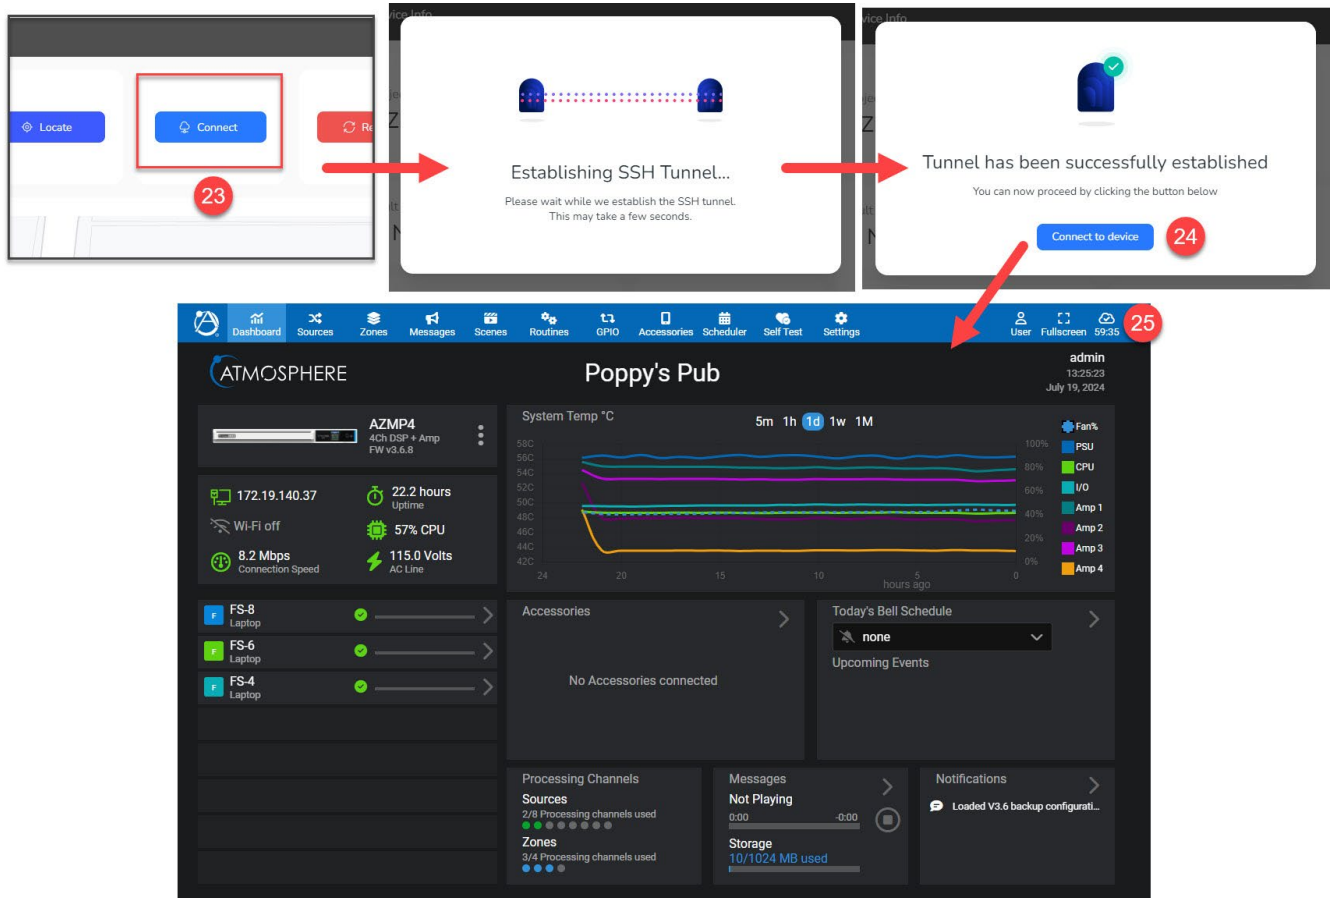 vice Info
vice Info
Locate
Connect
Re
23
Establishing SSH Tunnel...
Please wait while we establish the SSH tunnel.
This may take a few seconds.
Tunnel has been successfully established
You can now proceed by clicking the button below
Connect to device
24
Dashboard
Sources
Zones
Messages
Scenes
Routines
GPIO
Accessories
Scheduler
Self Test
Settings
User
Fullscreen
59:35
25
ATMOSPHERE
Poppy's Pub
admin
13:25:23
July 19, 2024
AZMP4
4Ch DSP + Amp
FW v3.6.8
172.19.140.37
22.2 hours
Uptime
Wi-Fi off
57% CPU
8.2 Mbps
Connection Speed
115.0 Volts
AC Line
System Temp °C
5m 1h 1d 1w 1M
58C
56C
54C
52C
50C
48C
46C
44C
42C
100%
80%
60%
40%
20%
0%
24
20
15
10
5
0
hours ago
Fan%
PSU
CPU
I/O
Amp 1
Amp 2
Amp 3
Amp 4
F
FS-8
Laptop
F
FS-6
Laptop
F
FS-4
Laptop
Accessories
No Accessories connected
Today's Bell Schedule
none
Upcoming Events
Processing Channels
Sources
2/8 Processing channels used
Zones
3/4 Processing channels used
Messages
Not Playing
0:00
-0:00
Storage
10/1024 MB used
Notifications
Loaded V3.6 backup configurati...